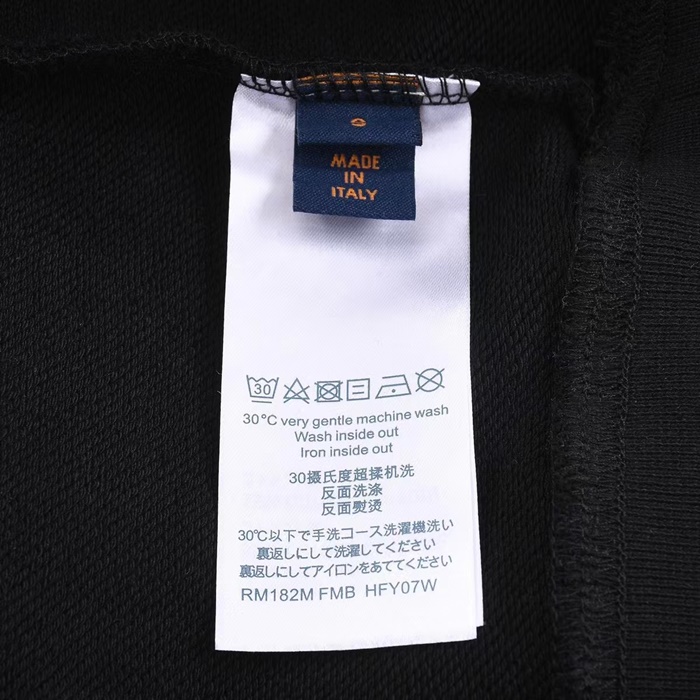 0
MADE
IN
ITALY
30
30°C very gentle machine wash
Wash inside out
Iron inside out
30摄氏度超揉机洗
反面洗涤
反面熨烫
30℃以下で手洗コース洗濯機洗い
裏返しにして洗濯してください
裏返しにしてアイロンをあててください
RM182M FMB HFY07W